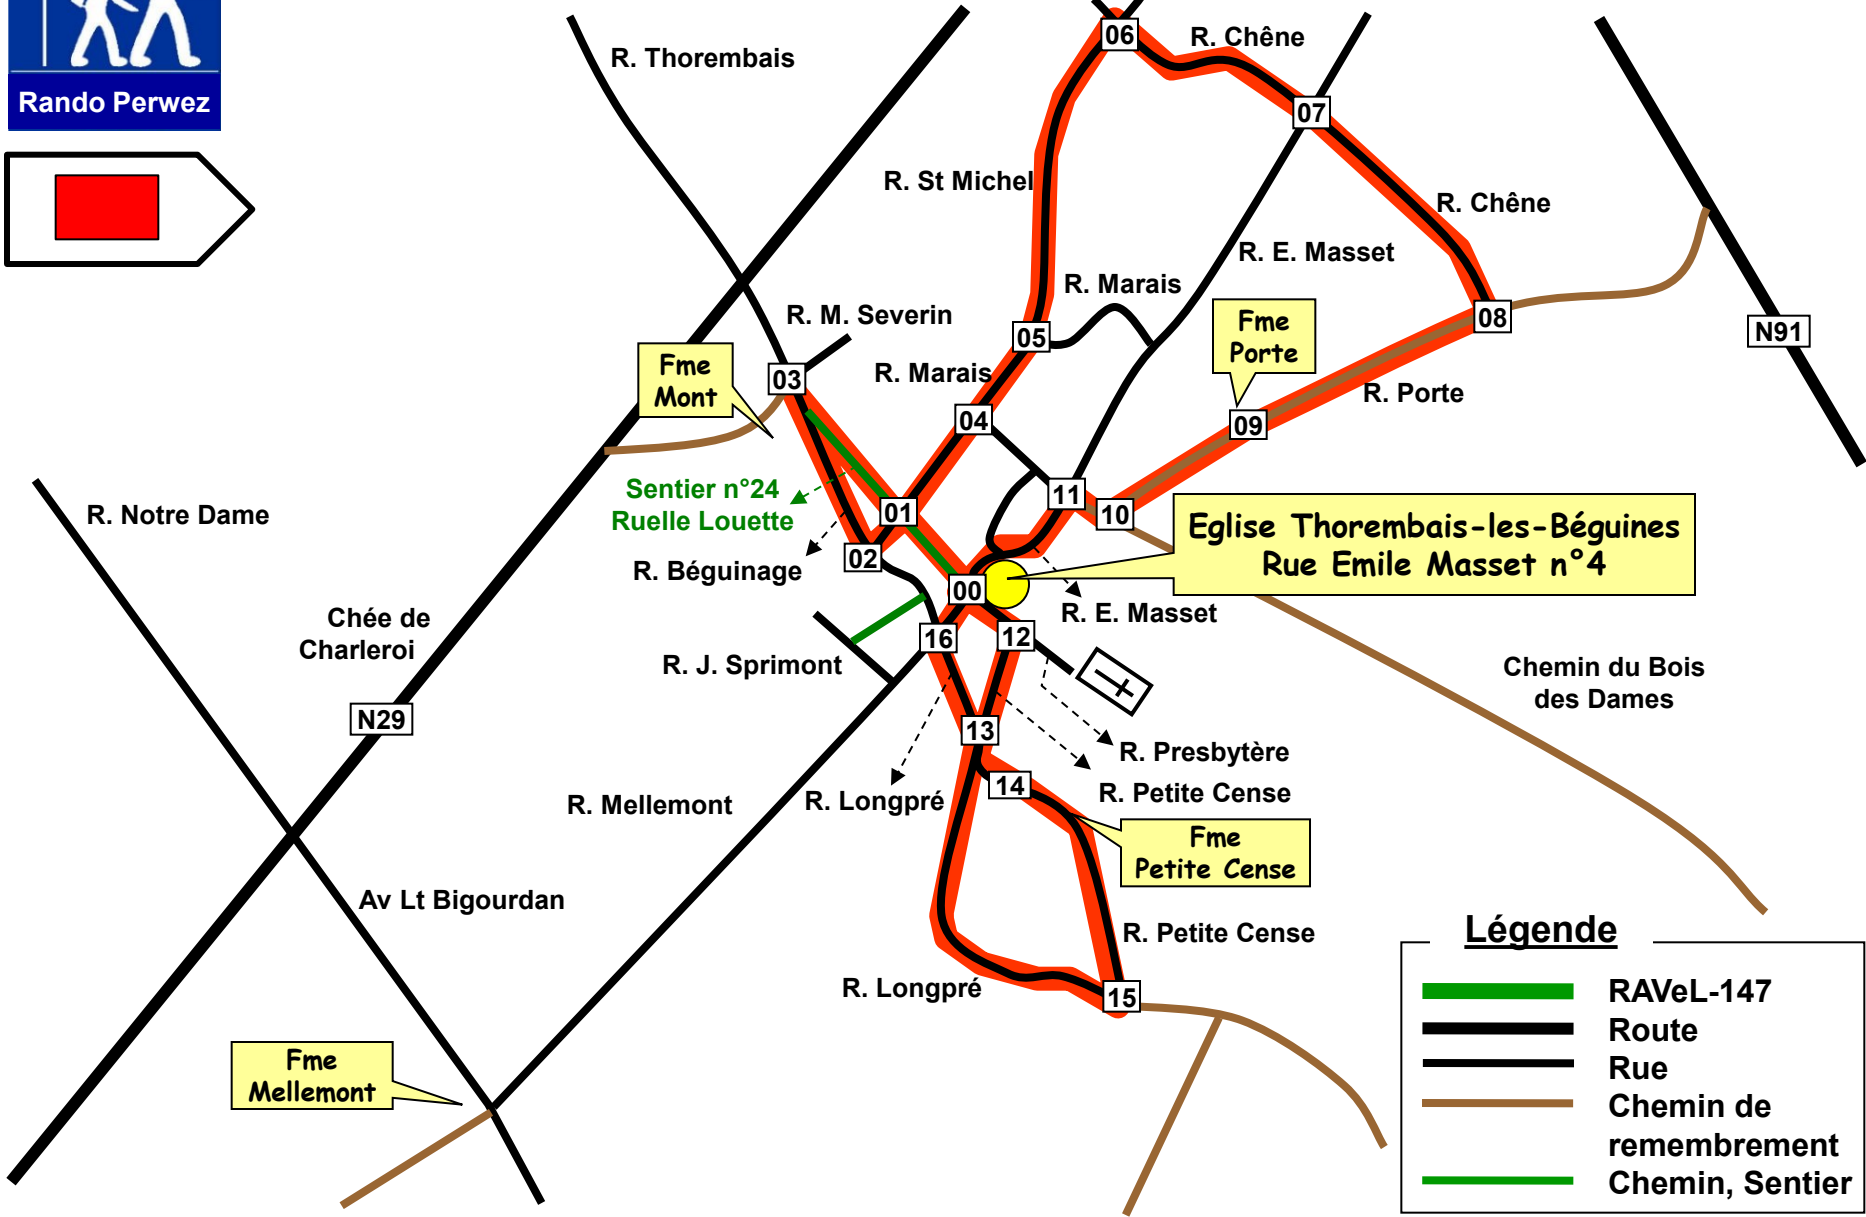 Rando Perwez
R. Thorembais
06
R. Chêne
07
R. St Michel
R. Chêne
R. E. Masset
R. Marais
R. M. Severin
05
Fme
Porte
08
N91
Fme
Mont
03
R. Marais
R. Porte
04
09
Sentier n°24
Ruelle Louette
01
11
10
R. Notre Dame
Eglise Thorembais-les-Béguines
Rue Emile Masset n°4
02
R. Béguinage
00
R. E. Masset
Chée de
Charleroi
16
12
R. J. Sprimont
Chemin du Bois
des Dames
N29
13
R. Presbytère
14
R. Petite Cense
R. Mellemont
R. Longpré
Fme
Petite Cense
Av Lt Bigourdan
R. Petite Cense
R. Longpré
15
Fme
Mellemont
Légende
RAVeL-147
Route
Rue
Chemin de
remembrement
Chemin, Sentier